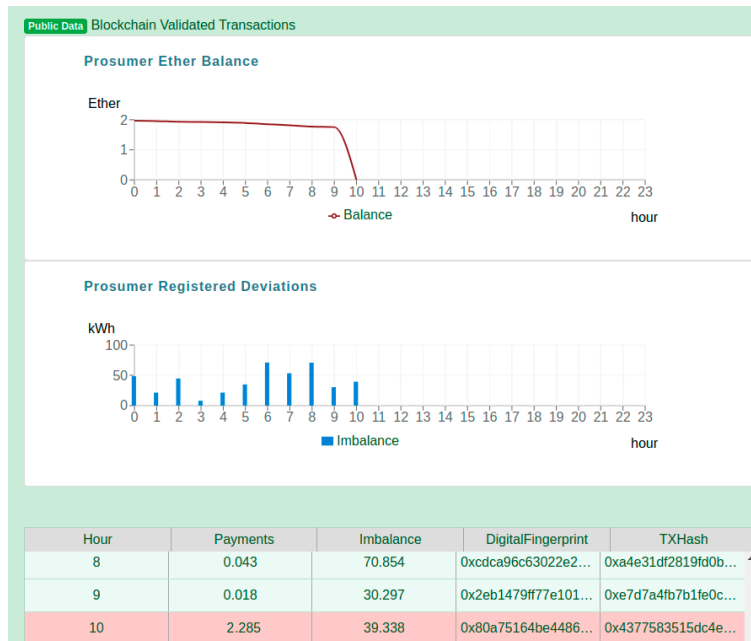 Public Data Blockchain Validated Transactions
Prosumer Ether Balance
Ether
2
1
0
0 1 2 3 4 5 6 7 8 9 10 11 12 13 14 15 16 17 18 19 20 21 22 23
Balance
hour
Prosumer Registered Deviations
kWh
100
50
0
0 1 2 3 4 5 6 7 8 9 10 11 12 13 14 15 16 17 18 19 20 21 22 23
Imbalance
hour
Hour Payments Imbalance DigitalFingerprint TXHash
8 0.043 70.854 0xcdca96c63022e2... 0xa4e31df2819fd0b...
9 0.018 30.297 0x2eb1479ff77e101... 0xe7d7a4fb7b1fe0c...
10 2.285 39.338 0x80a75164be4486... 0x4377583515dc4e...